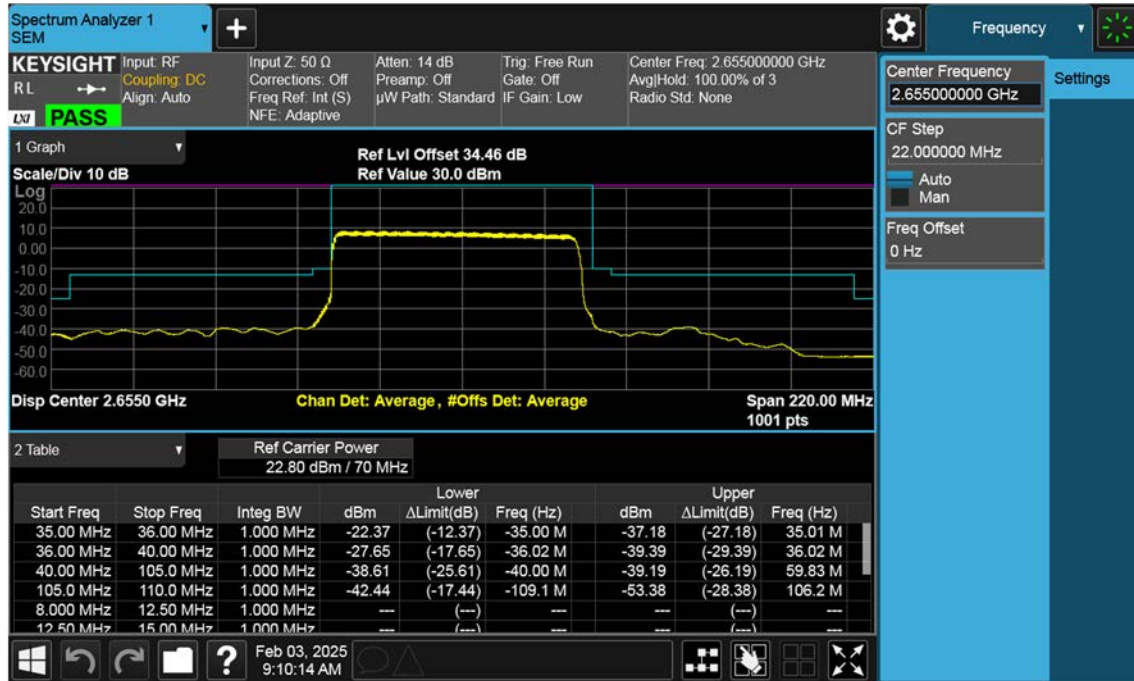 Spectrum Analyzer 1
SEM
+
Frequency
KEYSIGHT
RL
LXI
PASS
Input: RF
Coupling: DC
Align: Auto
Input Z: 50 Ω
Corrections: Off
Freq Ref: Int (S)
NFE: Adaptive
Atten: 14 dB
Preamp: Off
µW Path: Standard
Trig: Free Run
Gate: Off
IF Gain: Low
Center Freq: 2.655000000 GHz
Avg|Hold: 100.00% of 3
Radio Std: None
Center Frequency
2.655000000 GHz
Settings
CF Step
22.000000 MHz
Auto
Man
Freq Offset
0 Hz
1 Graph
Scale/Div 10 dB
Ref Lvl Offset 34.46 dB
Ref Value 30.0 dBm
Log
20.0
10.0
0.00
-10.0
-20.0
-30.0
-40.0
-50.0
-60.0
Disp Center 2.6550 GHz
Chan Det: Average, #Offs Det: Average
Span 220.00 MHz
1001 pts
2 Table
Ref Carrier Power
22.80 dBm / 70 MHz
Lower Upper
Start Freq Stop Freq Integ BW dBm ΔLimit(dB) Freq (Hz) dBm ΔLimit(dB) Freq (Hz)
35.00 MHz 36.00 MHz 1.000 MHz -22.37 (-12.37) -35.00 M -37.18 (-27.18) 35.01 M
36.00 MHz 40.00 MHz 1.000 MHz -27.65 (-17.65) -36.02 M -39.39 (-29.39) 36.02 M
40.00 MHz 105.0 MHz 1.000 MHz -38.61 (-25.61) -40.00 M -39.19 (-26.19) 59.83 M
105.0 MHz 110.0 MHz 1.000 MHz -42.44 (-17.44) -109.1 M -53.38 (-28.38) 106.2 M
8.000 MHz 12.50 MHz 1.000 MHz --- (---) --- --- (---) ---
12.50 MHz 15.00 MHz 1.000 MHz --- (---) --- --- (---) ---
?
Feb 03, 2025
9:10:14 AM